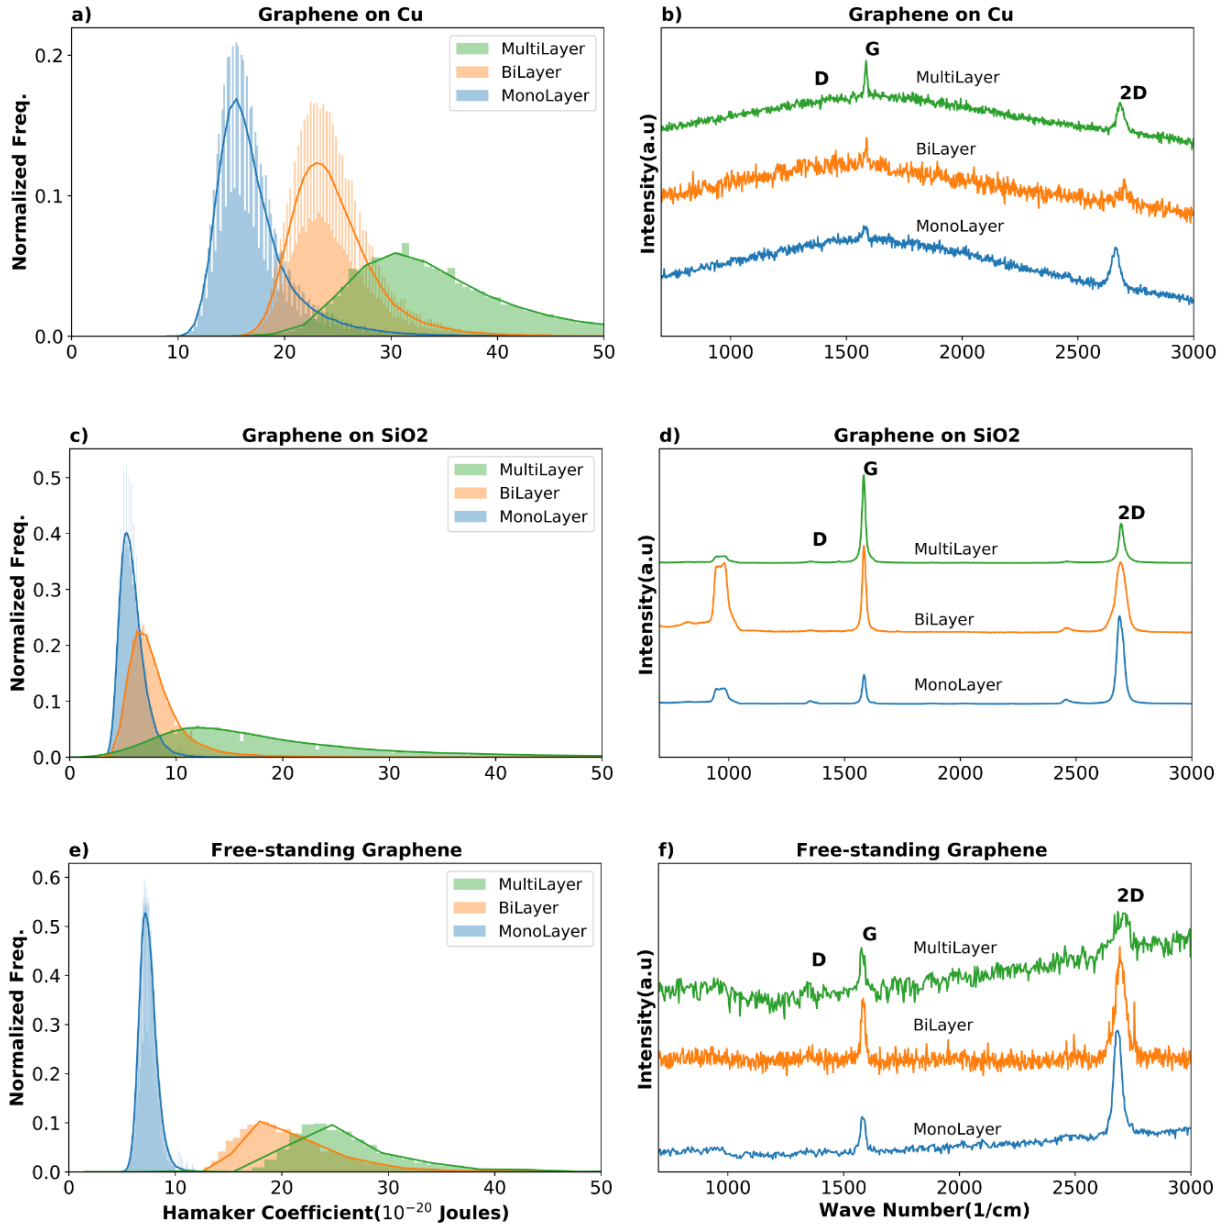 a) Graphene on Cu
Normalized Freq.
0.2
0.1
0.0
0 10 20 30 40 50
MultiLayer
BiLayer
MonoLayer
b) Graphene on Cu
Intensity(a.u)
D
G
2D
MultiLayer
BiLayer
MonoLayer
1000 1500 2000 2500 3000
c) Graphene on SiO2
Normalized Freq.
0.5
0.4
0.3
0.2
0.1
0.0
0 10 20 30 40 50
MultiLayer
BiLayer
MonoLayer
d) Graphene on SiO2
Intensity(a.u)
G
D
2D
MultiLayer
BiLayer
MonoLayer
1000 1500 2000 2500 3000
e) Free-standing Graphene
Normalized Freq.
0.6
0.5
0.4
0.3
0.2
0.1
0.0
0 10 20 30 40 50
Hamaker Coefficient(10⁻²⁰ Joules)
MultiLayer
BiLayer
MonoLayer
f) Free-standing Graphene
Intensity(a.u)
2D
G
D
MultiLayer
BiLayer
MonoLayer
1000 1500 2000 2500 3000
Wave Number(1/cm)